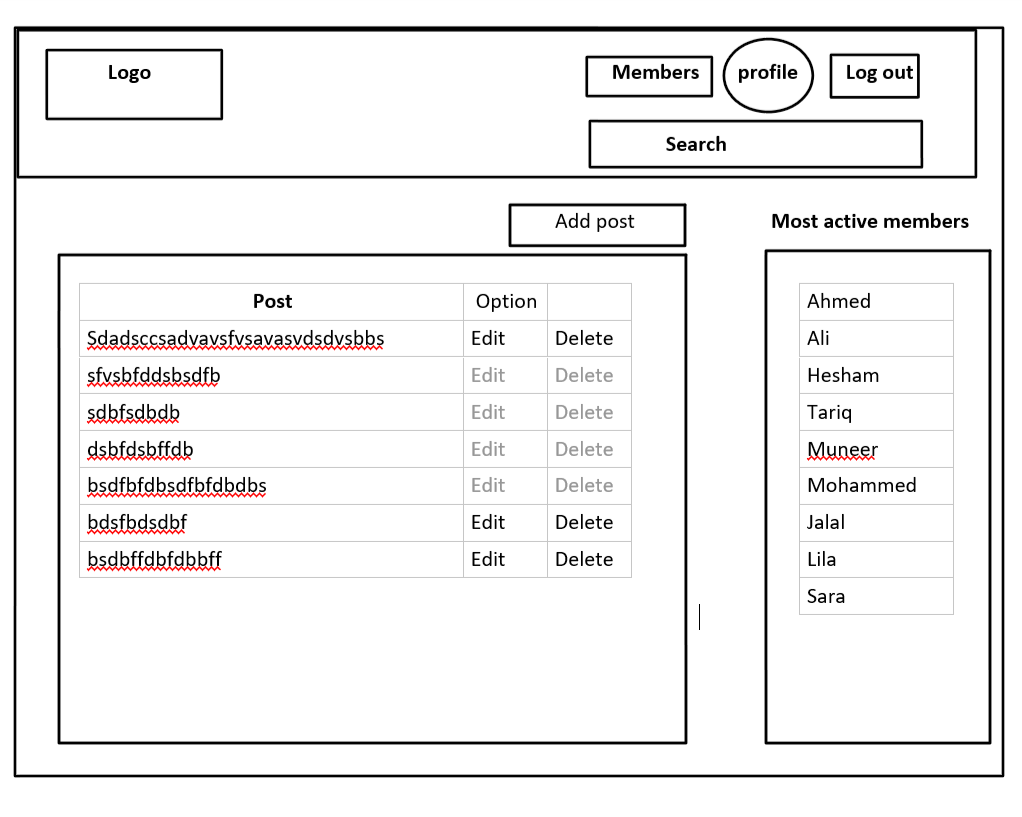 Logo
Members profile Log out
Search
Add post
Most active members
Post Option
Sdadsccsadvavsfvsavasvdsdvsbbs Edit Delete
sfvsbfddsbsdfb Edit Delete
sdbfsdbdb Edit Delete
dsbfdsbffdb Edit Delete
bsdfbfdbsdfbfdbdbs Edit Delete
bdsfbdsdbf Edit Delete
bsdbffdbfdbbff Edit Delete
Ahmed
Ali
Hesham
Tariq
Muneer
Mohammed
Jalal
Lila
Sara